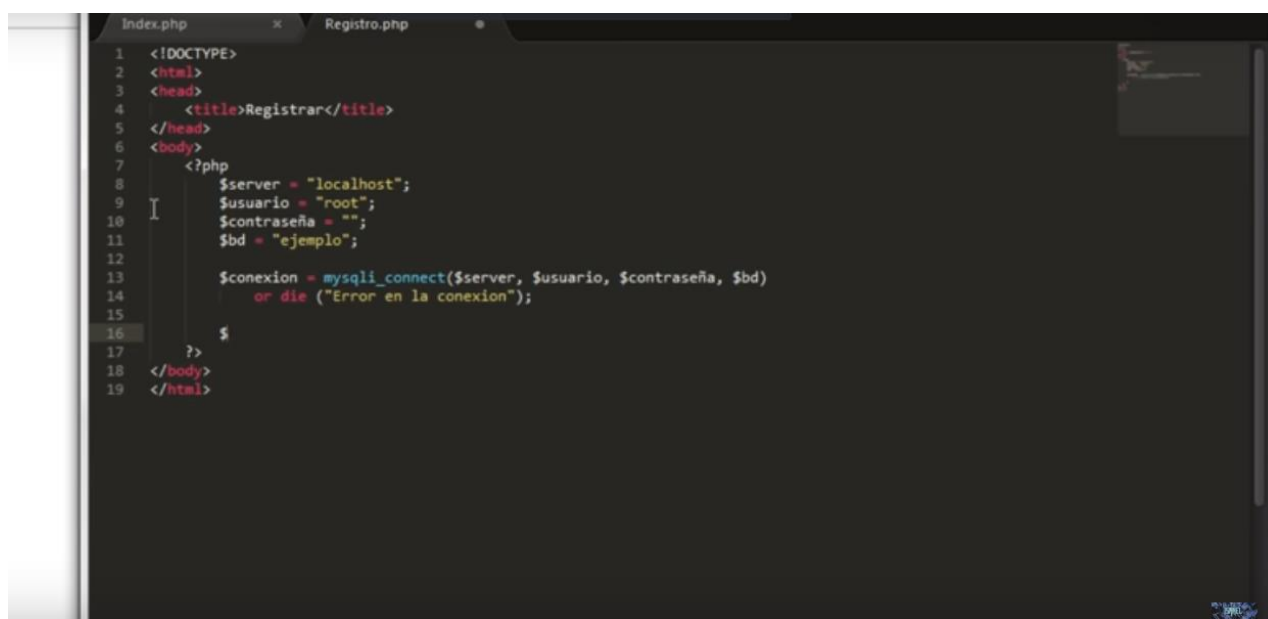 Index.php × Registro.php
1 <!DOCTYPE>
2 <html>
3 <head>
4 <title>Registrar</title>
5 </head>
6 <body>
7 <?php
8 $server = "localhost";
9 $usuario = "root";
10 $contraseña = "";
11 $bd = "ejemplo";
12
13 $conexion = mysqli_connect($server, $usuario, $contraseña, $bd)
14 or die ("Error en la conexion");
15
16 $
17 ?>
18 </body>
19 </html>